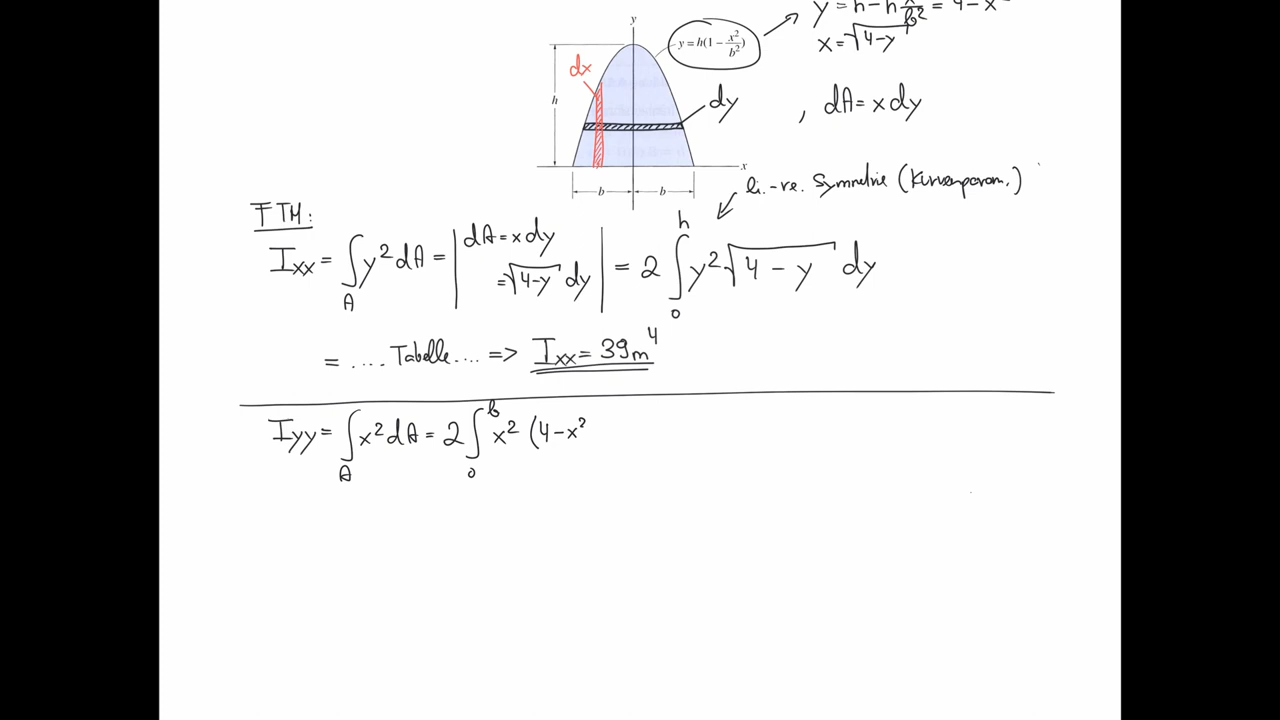 y = h - h x²/b² = 4 - x²
x = √4-y
y
y = h(1 - x²/b²)
dx
h
dy
, dA = x dy
x
b b
li.-re. Symmetrie (Kurvenparam.)
FTM:
Ixx = ∫A y² dA = | dA = x dy = √4-y dy | = 2 ∫0h y² √4 - y dy
= .... Tabelle .... => Ixx = 39m⁴
Iyy = ∫A x² dA = 2 ∫0b x² (4-x²